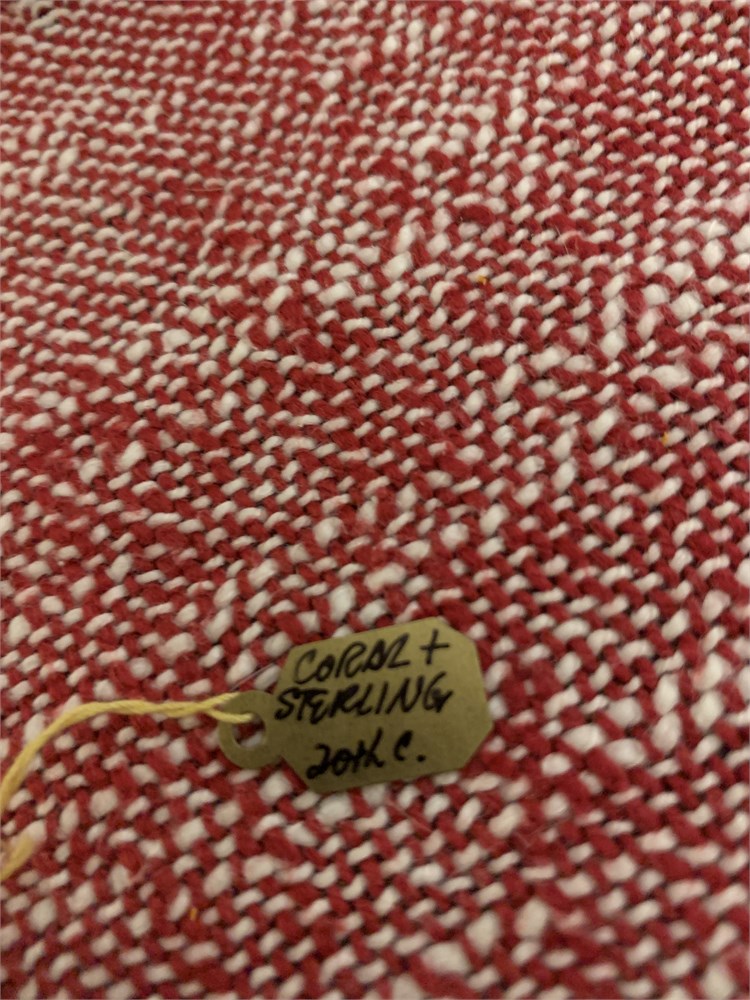 CORAL +
STERLING
20th C.